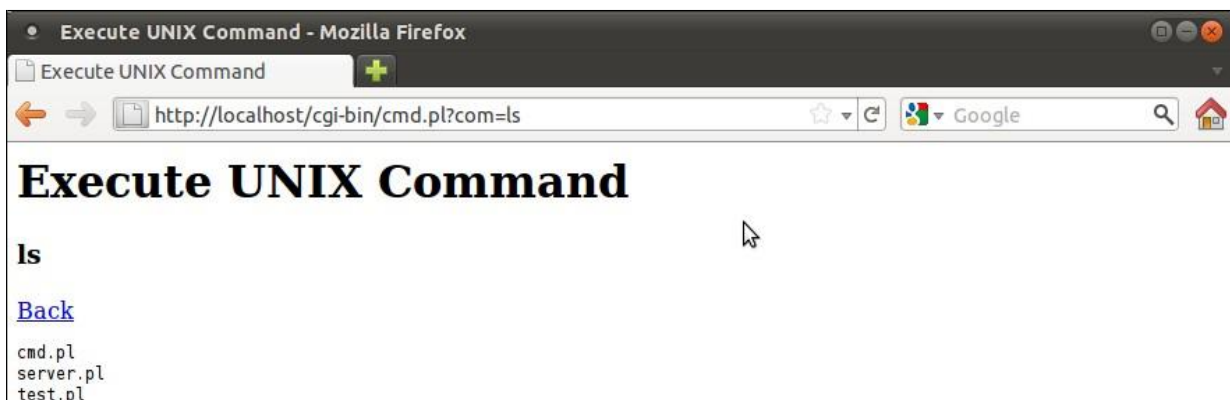 Execute UNIX Command - Mozilla Firefox
Execute UNIX Command
http://localhost/cgi-bin/cmd.pl?com=ls
Google
Execute UNIX Command
ls
Back
cmd.pl
server.pl
test.pl